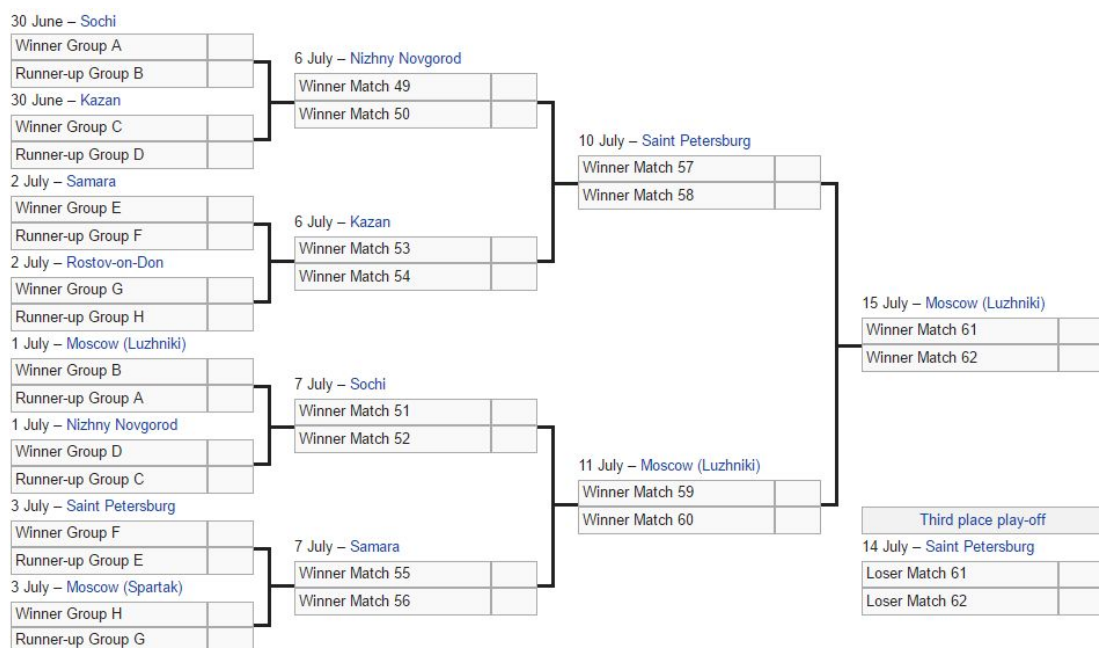 30 June – Sochi
Winner Group A
Runner-up Group B
30 June – Kazan
Winner Group C
Runner-up Group D
2 July – Samara
Winner Group E
Runner-up Group F
2 July – Rostov-on-Don
Winner Group G
Runner-up Group H
1 July – Moscow (Luzhniki)
Winner Group B
Runner-up Group A
1 July – Nizhny Novgorod
Winner Group D
Runner-up Group C
3 July – Saint Petersburg
Winner Group F
Runner-up Group E
3 July – Moscow (Spartak)
Winner Group H
Runner-up Group G
6 July – Nizhny Novgorod
Winner Match 49
Winner Match 50
6 July – Kazan
Winner Match 53
Winner Match 54
7 July – Sochi
Winner Match 51
Winner Match 52
7 July – Samara
Winner Match 55
Winner Match 56
10 July – Saint Petersburg
Winner Match 57
Winner Match 58
11 July – Moscow (Luzhniki)
Winner Match 59
Winner Match 60
15 July – Moscow (Luzhniki)
Winner Match 61
Winner Match 62
Third place play-off
14 July – Saint Petersburg
Loser Match 61
Loser Match 62